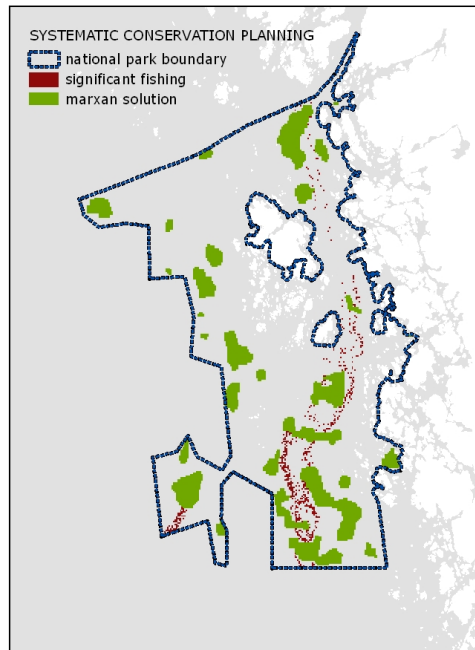 SYSTEMATIC CONSERVATION PLANNING
national park boundary
significant fishing
marxan solution